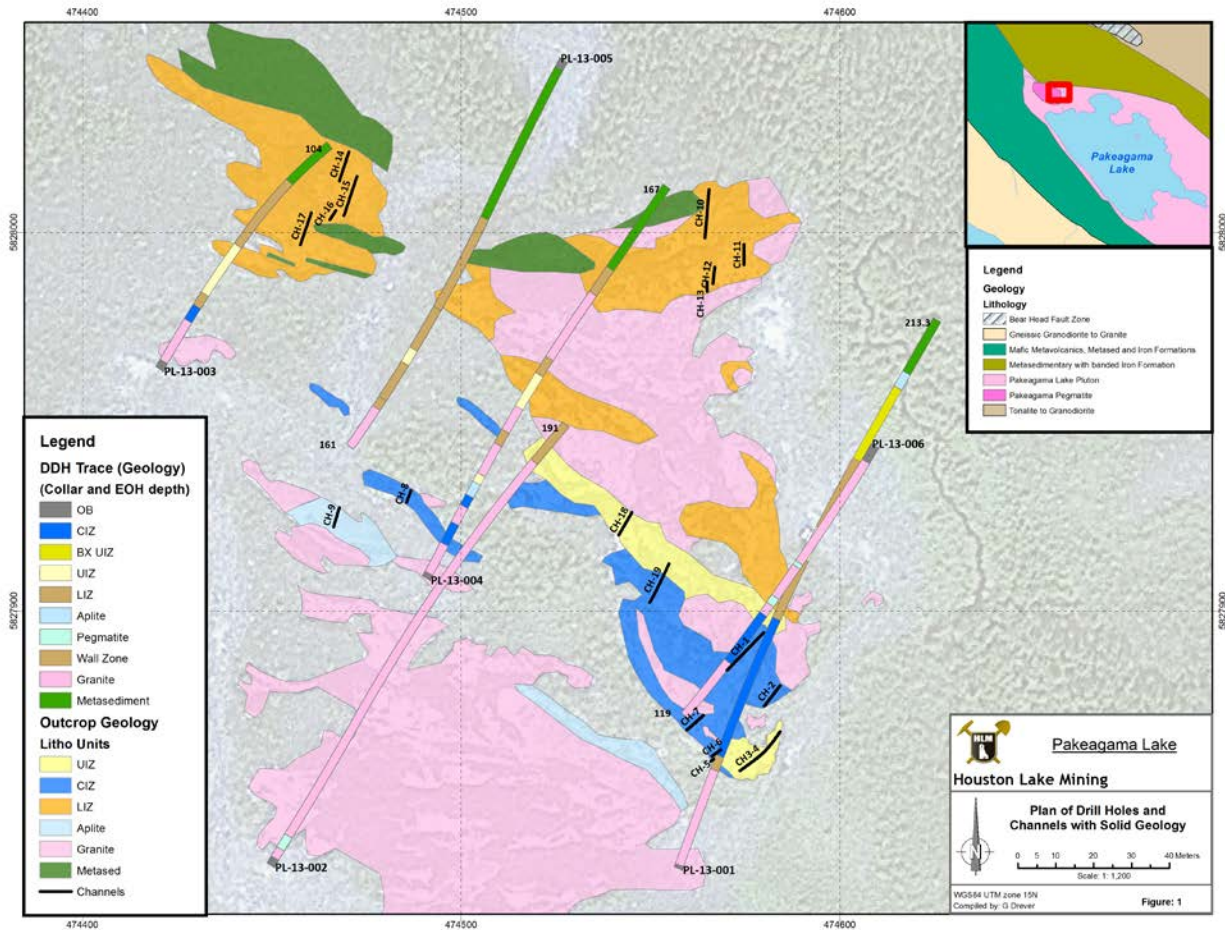 474400
474500
474600
PL-13-005
104
CH-14
CH-15
CH-16
CH-17
167
CH-10
CH-11
CH-12
CH-13
5828000
5828000
213.3
PL-13-003
161
191
PL-13-006
CH-8
CH-9
CH-18
CH-19
PL-13-004
5827900
5827900
CH-1
CH-2
119
CH-7
CH-6
CH-5
CH3-4
PL-13-002
PL-13-001
474400
474500
474600
Pakeagama
Lake
Legend
Geology
Lithology
Bear Head Fault Zone
Gneissic Granodiorite to Granite
Mafic Metavolcanics, Metased and Iron Formations
Metasedimentary with banded Iron Formation
Pakeagama Lake Pluton
Pakeagama Pegmatite
Tonalite to Granodiorite
Legend
DDH Trace (Geology)
(Collar and EOH depth)
OB
CIZ
BX UIZ
UIZ
LIZ
Aplite
Pegmatite
Wall Zone
Granite
Metasediment
Outcrop Geology
Litho Units
UIZ
CIZ
LIZ
Aplite
Granite
Metased
Channels
HLM
Pakeagama Lake
Houston Lake Mining
N
Plan of Drill Holes and
Channels with Solid Geology
0 5 10 20 30 40 Meters
Scale: 1: 1,200
WGS84 UTM zone 15N
Compiled by: G Drever
Figure: 1